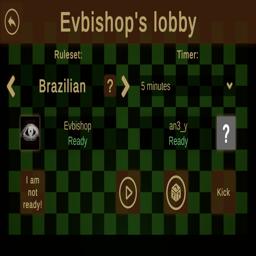 Evbishop's lobby
Ruleset: Timer:
Brazilian ? 5 minutes
Evbishop an3_y ?
Ready Ready
I am
not
ready!
Kick